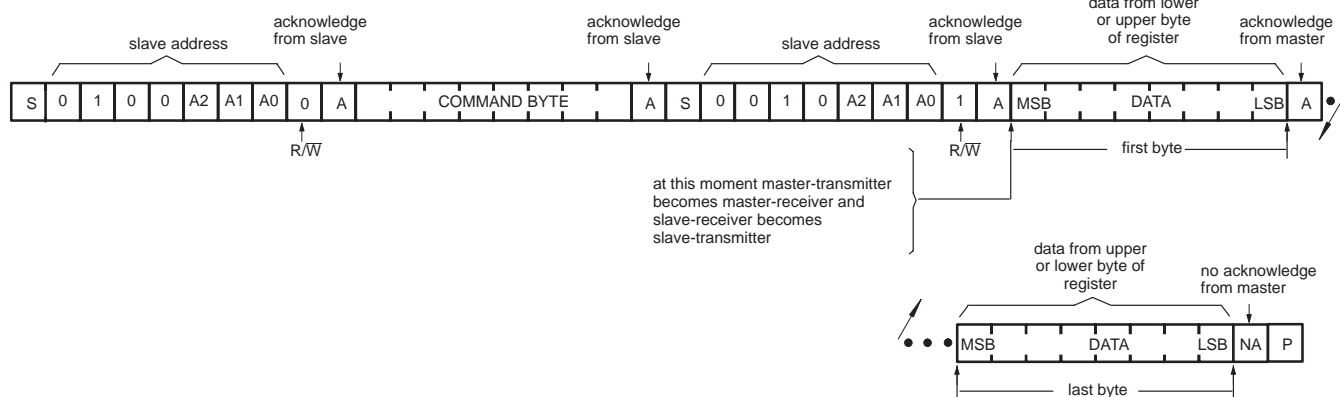 data from lower
or upper byte
of register
acknowledge
from slave
acknowledge
from slave
acknowledge
from slave
acknowledge
from master
slave address
slave address
S 0 1 0 0 A2 A1 A0 0 A COMMAND BYTE A S 0 0 1 0 A2 A1 A0 1 A MSB DATA LSB A
R/W̅
R/W̅
first byte
at this moment master-transmitter
becomes master-receiver and
slave-receiver becomes
slave-transmitter
data from upper
or lower byte of
register
no acknowledge
from master
MSB DATA LSB NA P
last byte